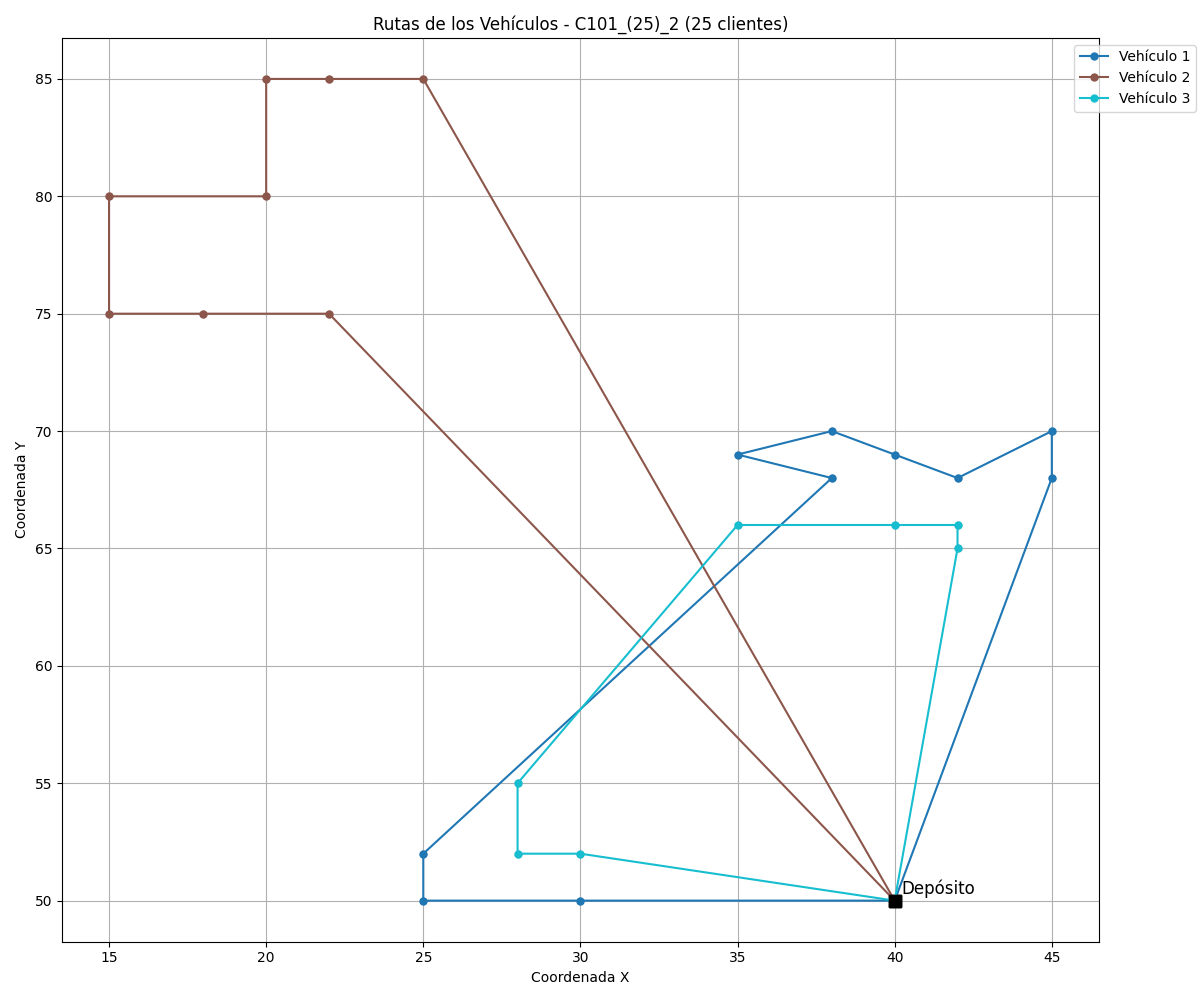 Rutas de los Vehículos - C101_(25)_2 (25 clientes)
Vehículo 1
Vehículo 2
Vehículo 3
85
80
75
70
65
60
55
50
Coordenada Y
Depósito
15 20 25 30 35 40 45
Coordenada X